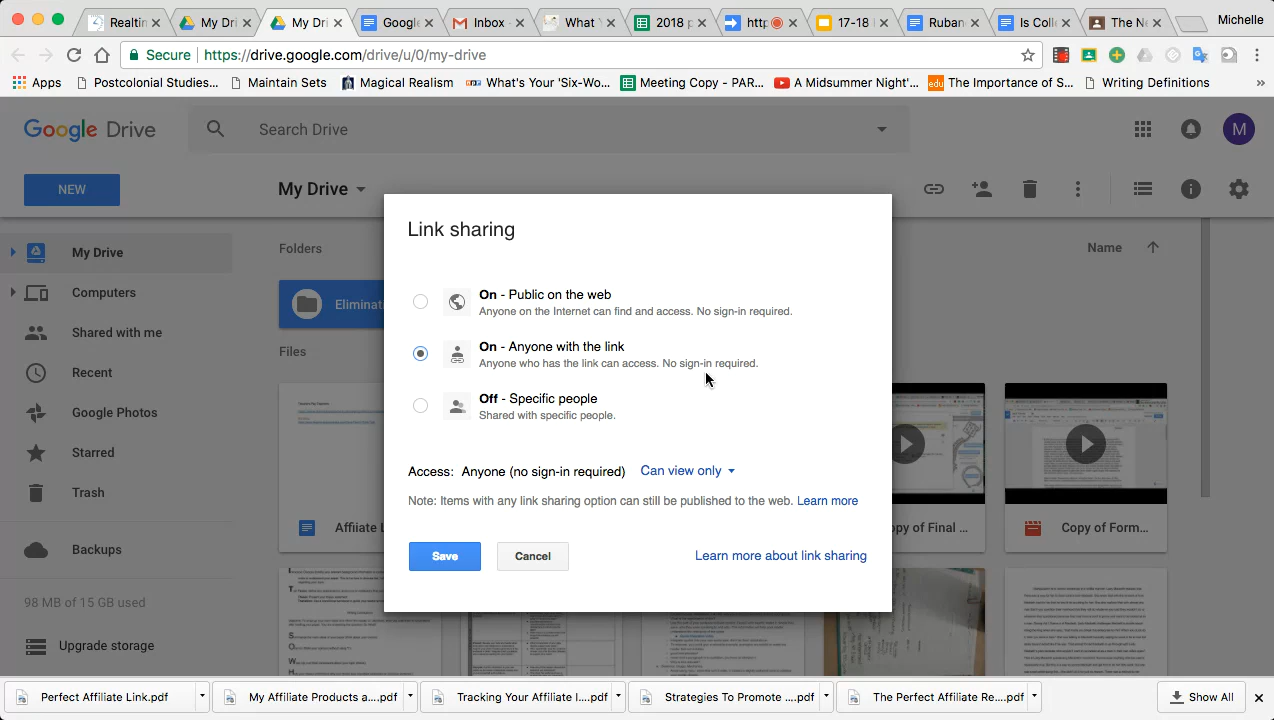 Realtin
My Dri
My Dri
Google
Inbox -
What '
2018 p
http
17-18
Ruban
Is Coll
The Ne
Michelle
Secure
https://drive.google.com/drive/u/0/my-drive
Apps
Postcolonial Studies...
Maintain Sets
Magical Realism
What's Your 'Six-Wo...
Meeting Copy - PAR...
A Midsummer Night'...
edu
The Importance of S...
Writing Definitions
»
Google Drive
Search Drive
M
NEW
My Drive
My Drive
Computers
Shared with me
Recent
Google Photos
Starred
Trash
Backups
98 MB of 15 GB used
Upgrade storage
Folders
Name
Eliminati
Files
Affiiate L
Link sharing
On - Public on the web
Anyone on the Internet can find and access. No sign-in required.
On - Anyone with the link
Anyone who has the link can access. No sign-in required.
Off - Specific people
Shared with specific people.
Access: Anyone (no sign-in required) Can view only
Note: Items with any link sharing option can still be published to the web. Learn more
Save
Cancel
Learn more about link sharing
opy of Final ...
Copy of Form...
Perfect Affiliate Link.pdf
My Affiliate Products a....pdf
Tracking Your Affiliate l....pdf
Strategies To Promote ....pdf
The Perfect Affiliate Re....pdf
Show All